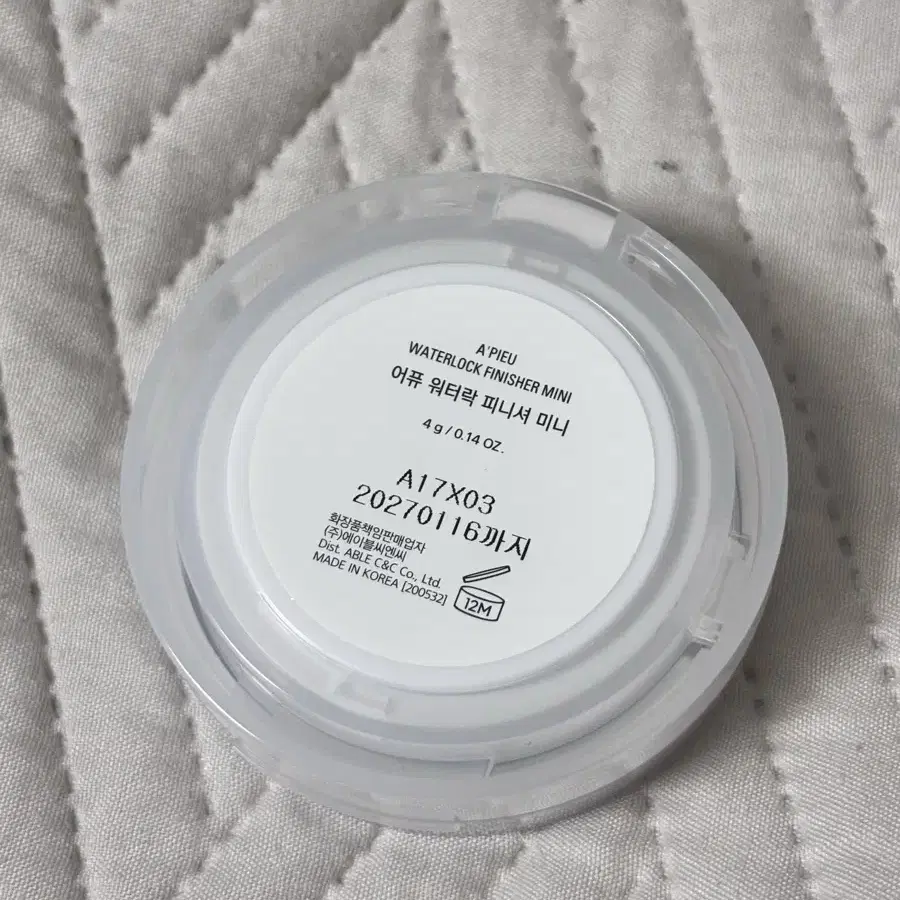 A'PIEU
WATERLOCK FINISHER MINI
어퓨 워터락 피니셔 미니
4 g / 0.14 OZ.
A17X03
20270116까지
화장품책임판매업자
(주)에이블씨엔씨
Dist. ABLE C&C Co., Ltd.
MADE IN KOREA [200532]
12M